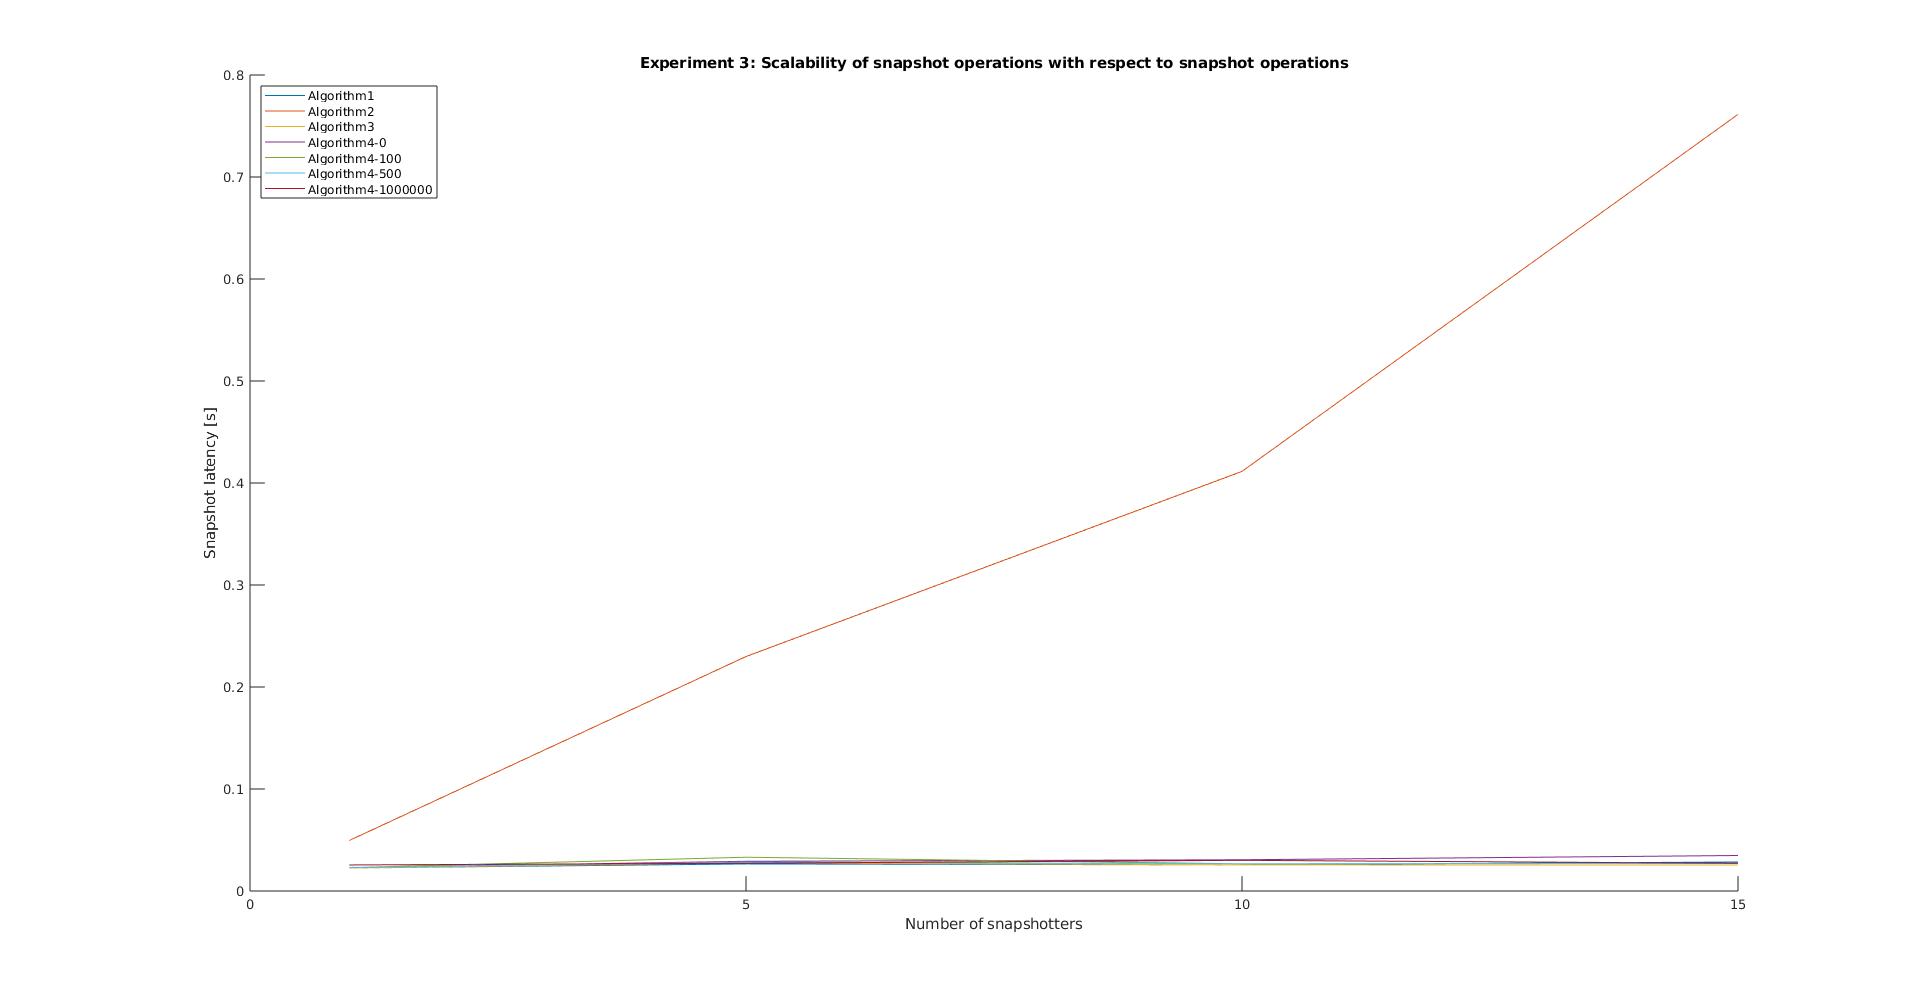 Experiment 3: Scalability of snapshot operations with respect to snapshot operations
0.8
Algorithm1
Algorithm2
Algorithm3
Algorithm4-0
Algorithm4-100
Algorithm4-500
Algorithm4-1000000
0.7
0.6
0.5
0.4
0.3
0.2
0.1
0
Snapshot latency [s]
0
5
10
15
Number of snapshotters